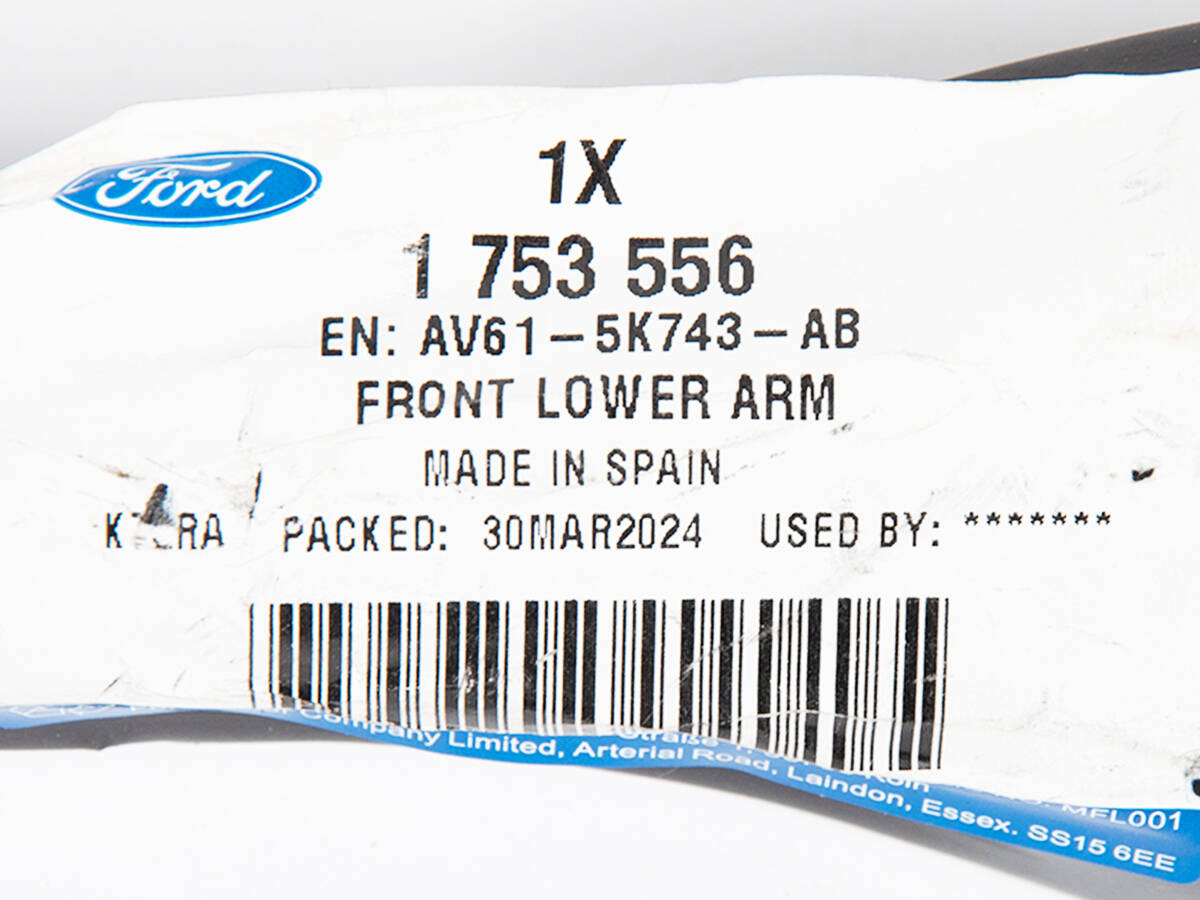 Ford
1X
1 753 556
EN: AV61-5K743-AB
FRONT LOWER ARM
MADE IN SPAIN
PACKED: 30MAR2024 USED BY: *******
Company Limited, Arterial Road, Laindon, Essex. SS15 6EE
MFL001